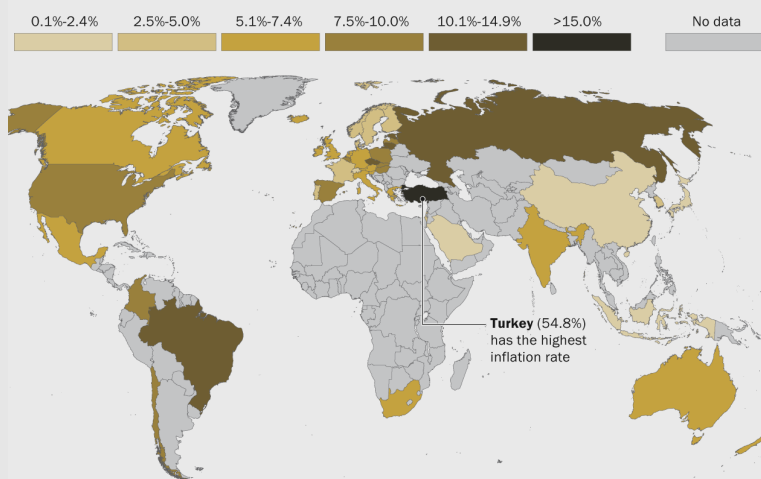 0.1%-2.4% 2.5%-5.0% 5.1%-7.4% 7.5%-10.0% 10.1%-14.9% >15.0% No data
Turkey (54.8%)
has the highest
inflation rate